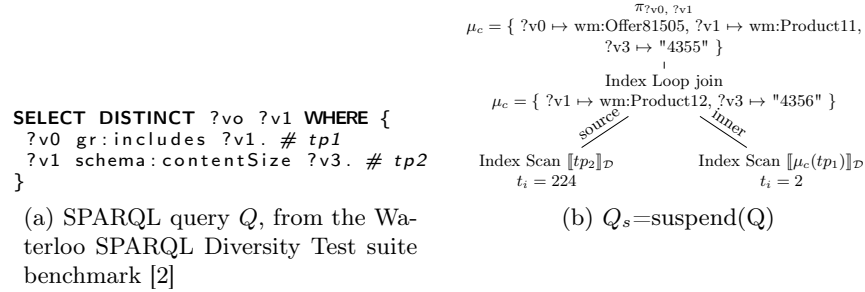 SELECT DISTINCT ?vo ?v1 WHERE {
?v0 gr:includes ?v1. # tp1
?v1 schema:contentSize ?v3. # tp2
}
(a) SPARQL query Q, from the Wa-
terloo SPARQL Diversity Test suite
benchmark [2]
π?v0, ?v1
μc = { ?v0 ↦ wm:Offer81505, ?v1 ↦ wm:Product11,
?v3 ↦ "4355" }
Index Loop join
μc = { ?v1 ↦ wm:Product12, ?v3 ↦ "4356" }
source
inner
Index Scan ⟦tp2⟧D
ti = 224
Index Scan ⟦μc(tp1)⟧D
ti = 2
(b) Qs=suspend(Q)